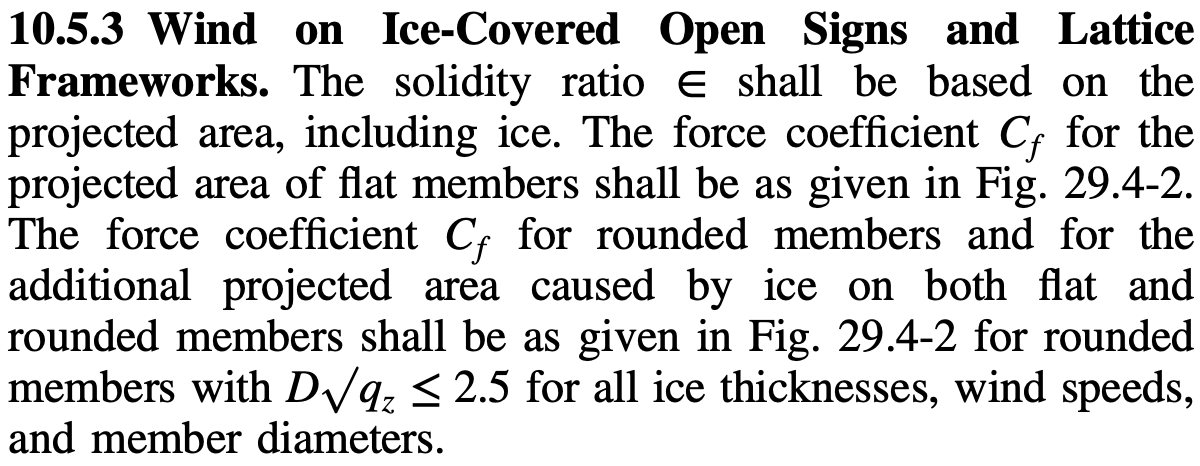 10.5.3 Wind on Ice-Covered Open Signs and Lattice
Frameworks. The solidity ratio ∈ shall be based on the
projected area, including ice. The force coefficient C_f for the
projected area of flat members shall be as given in Fig. 29.4-2.
The force coefficient C_f for rounded members and for the
additional projected area caused by ice on both flat and
rounded members shall be as given in Fig. 29.4-2 for rounded
members with D√q_z ≤ 2.5 for all ice thicknesses, wind speeds,
and member diameters.